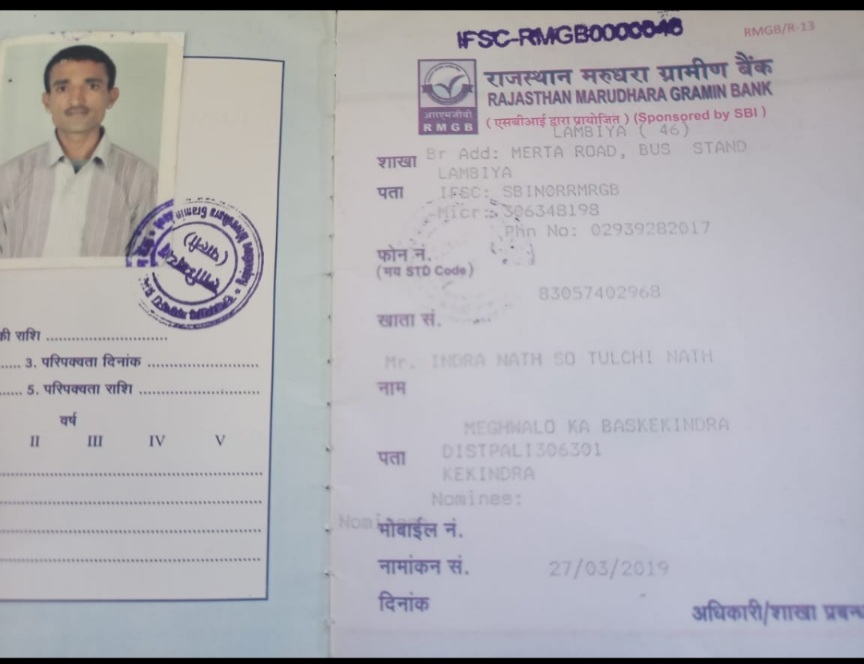 की राशि ....................
..... 3. परिपक्वता दिनांक ....................
.... 5. परिपक्वता राशि ....................
वर्ष
II III IV V
IFSC-RMGB0000046
RMGB/R-13
राजस्थान मरुधरा ग्रामीण बैंक
RAJASTHAN MARUDHARA GRAMIN BANK
आरएमजीबी
RMGB
( एसबीआई द्वारा प्रायोजित ) (Sponsored by SBI )
LAMBIYA ( 46)
शाखा Br Add: MERTA ROAD, BUS STAND
LAMBIYA
पता IFSC: SBIN0RRMRGB
Micr: 306348198
Phn No: 02939282017
फोन नं.
(मय STD Code)
83057402968
खाता सं.
Mr. INDRA NATH SO TULCHI NATH
नाम
MEGHWALO KA BASKEKINDRA
पता DISTPALI306301
KEKINDRA
Nominee:
मोबाईल नं.
नामांकन सं. 27/03/2019
दिनांक
अधिकारी/शाखा